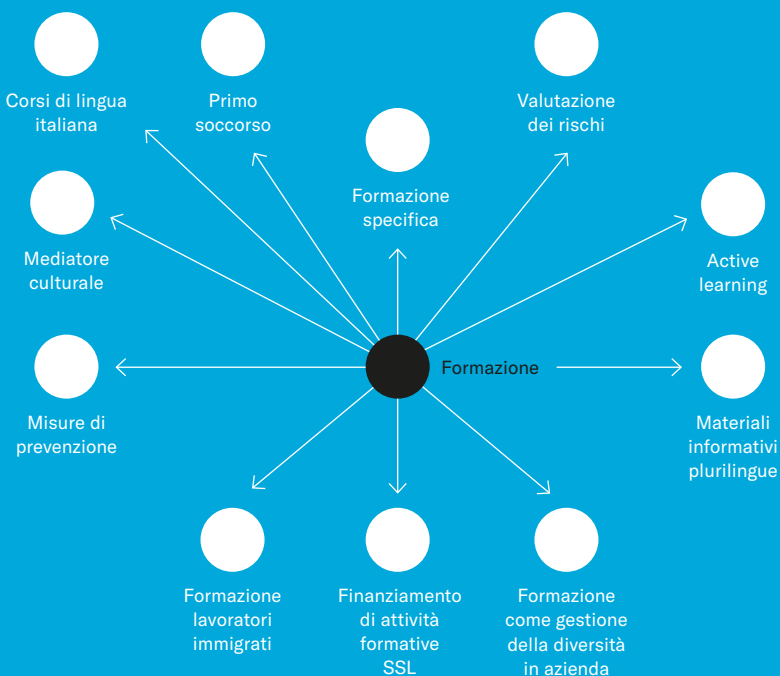 Corsi di lingua
italiana
Primo
soccorso
Valutazione
dei rischi
Formazione
specifica
Mediatore
culturale
Active
learning
Formazione
Misure di
prevenzione
Materiali
informativi
plurilingue
Formazione
lavoratori
immigrati
Finanziamento
di attività
formative
SSL
Formazione
come gestione
della diversità
in azienda